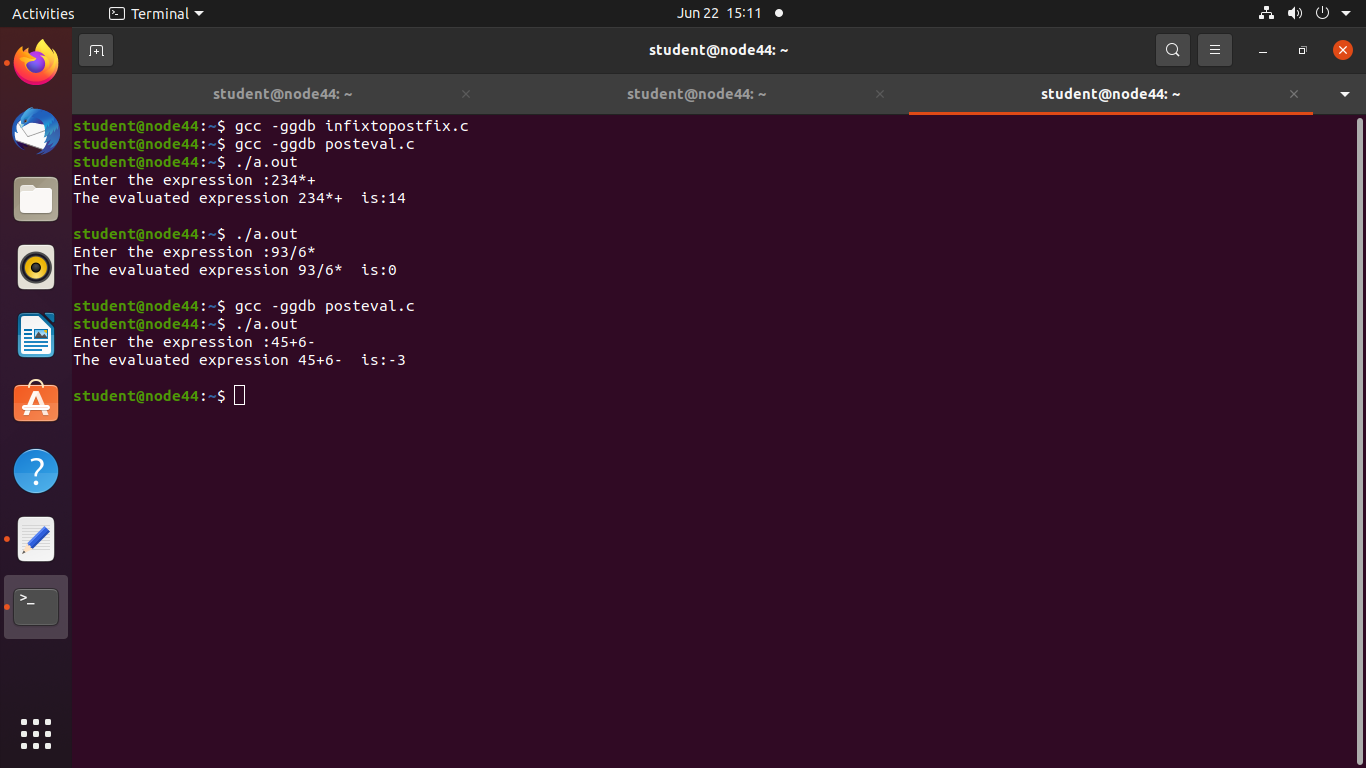 Activities Terminal Jun 22 15:11
student@node44: ~
student@node44: ~ student@node44: ~ student@node44: ~
student@node44:~$ gcc -ggdb infixtopostfix.c
student@node44:~$ gcc -ggdb posteval.c
student@node44:~$ ./a.out
Enter the expression :234*+
The evaluated expression 234*+  is:14
student@node44:~$ ./a.out
Enter the expression :93/6*
The evaluated expression 93/6*  is:0
student@node44:~$ gcc -ggdb posteval.c
student@node44:~$ ./a.out
Enter the expression :45+6-
The evaluated expression 45+6-  is:-3
student@node44:~$